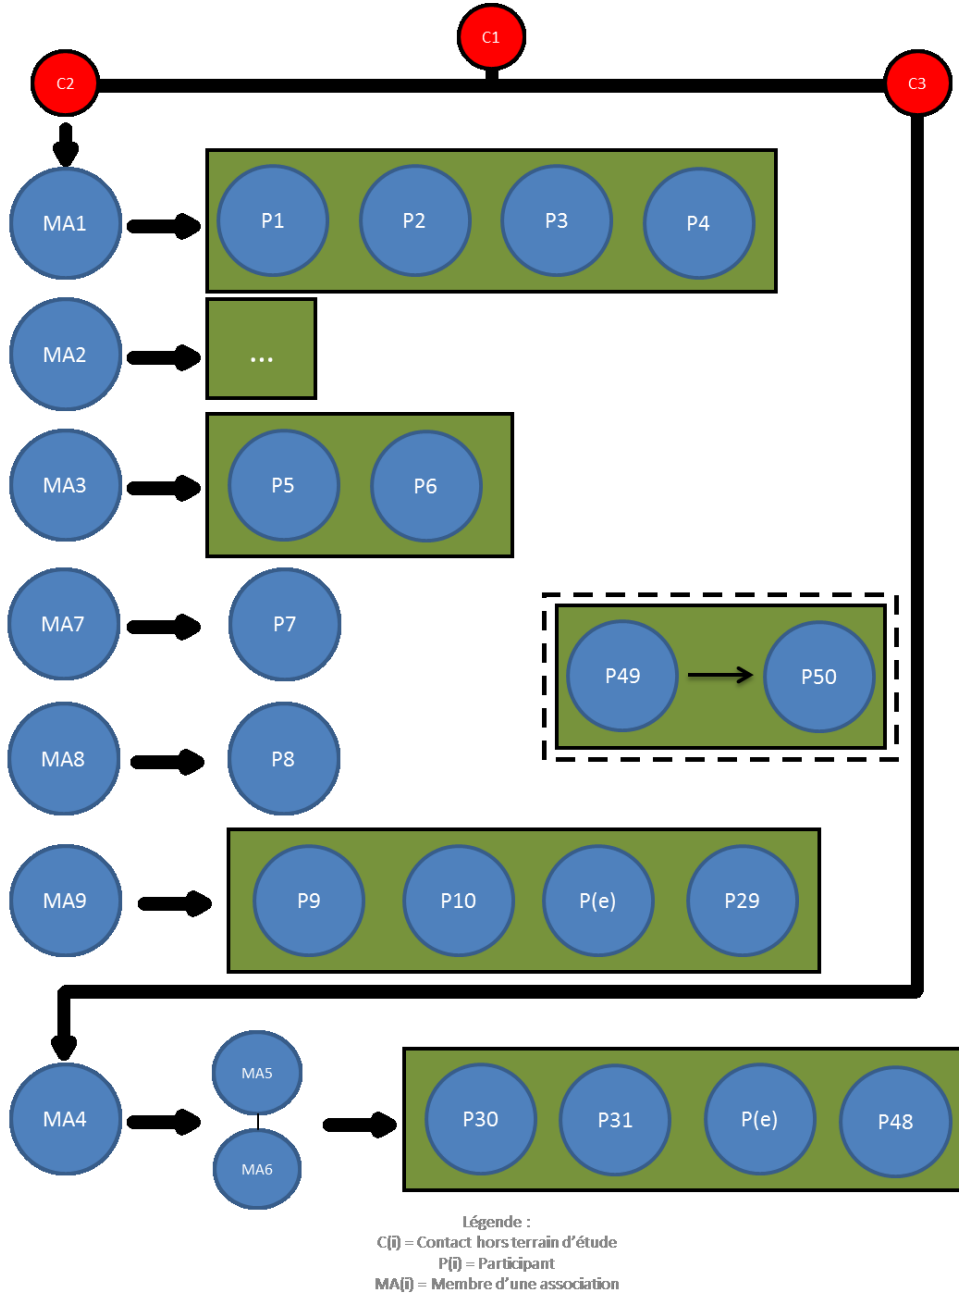 C1
C2
C3
MA1
P1
P2
P3
P4
MA2
...
MA3
P5
P6
MA7
P7
P49
P50
MA8
P8
MA9
P9
P10
P(e)
P29
MA5
MA4
P30
P31
P(e)
P48
MA6
Légende :
C(i) = Contact hors terrain d'étude
P(i) = Participant
MA(i) = Membre d'une association